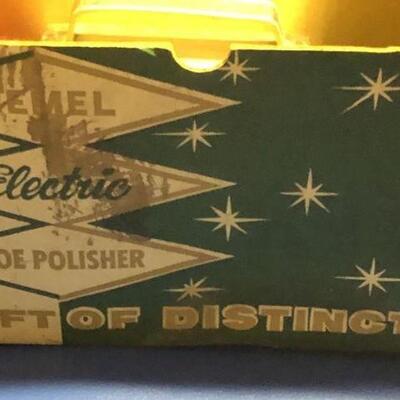 EMEL
Electric
OE POLISHER
FT OF DISTINCT